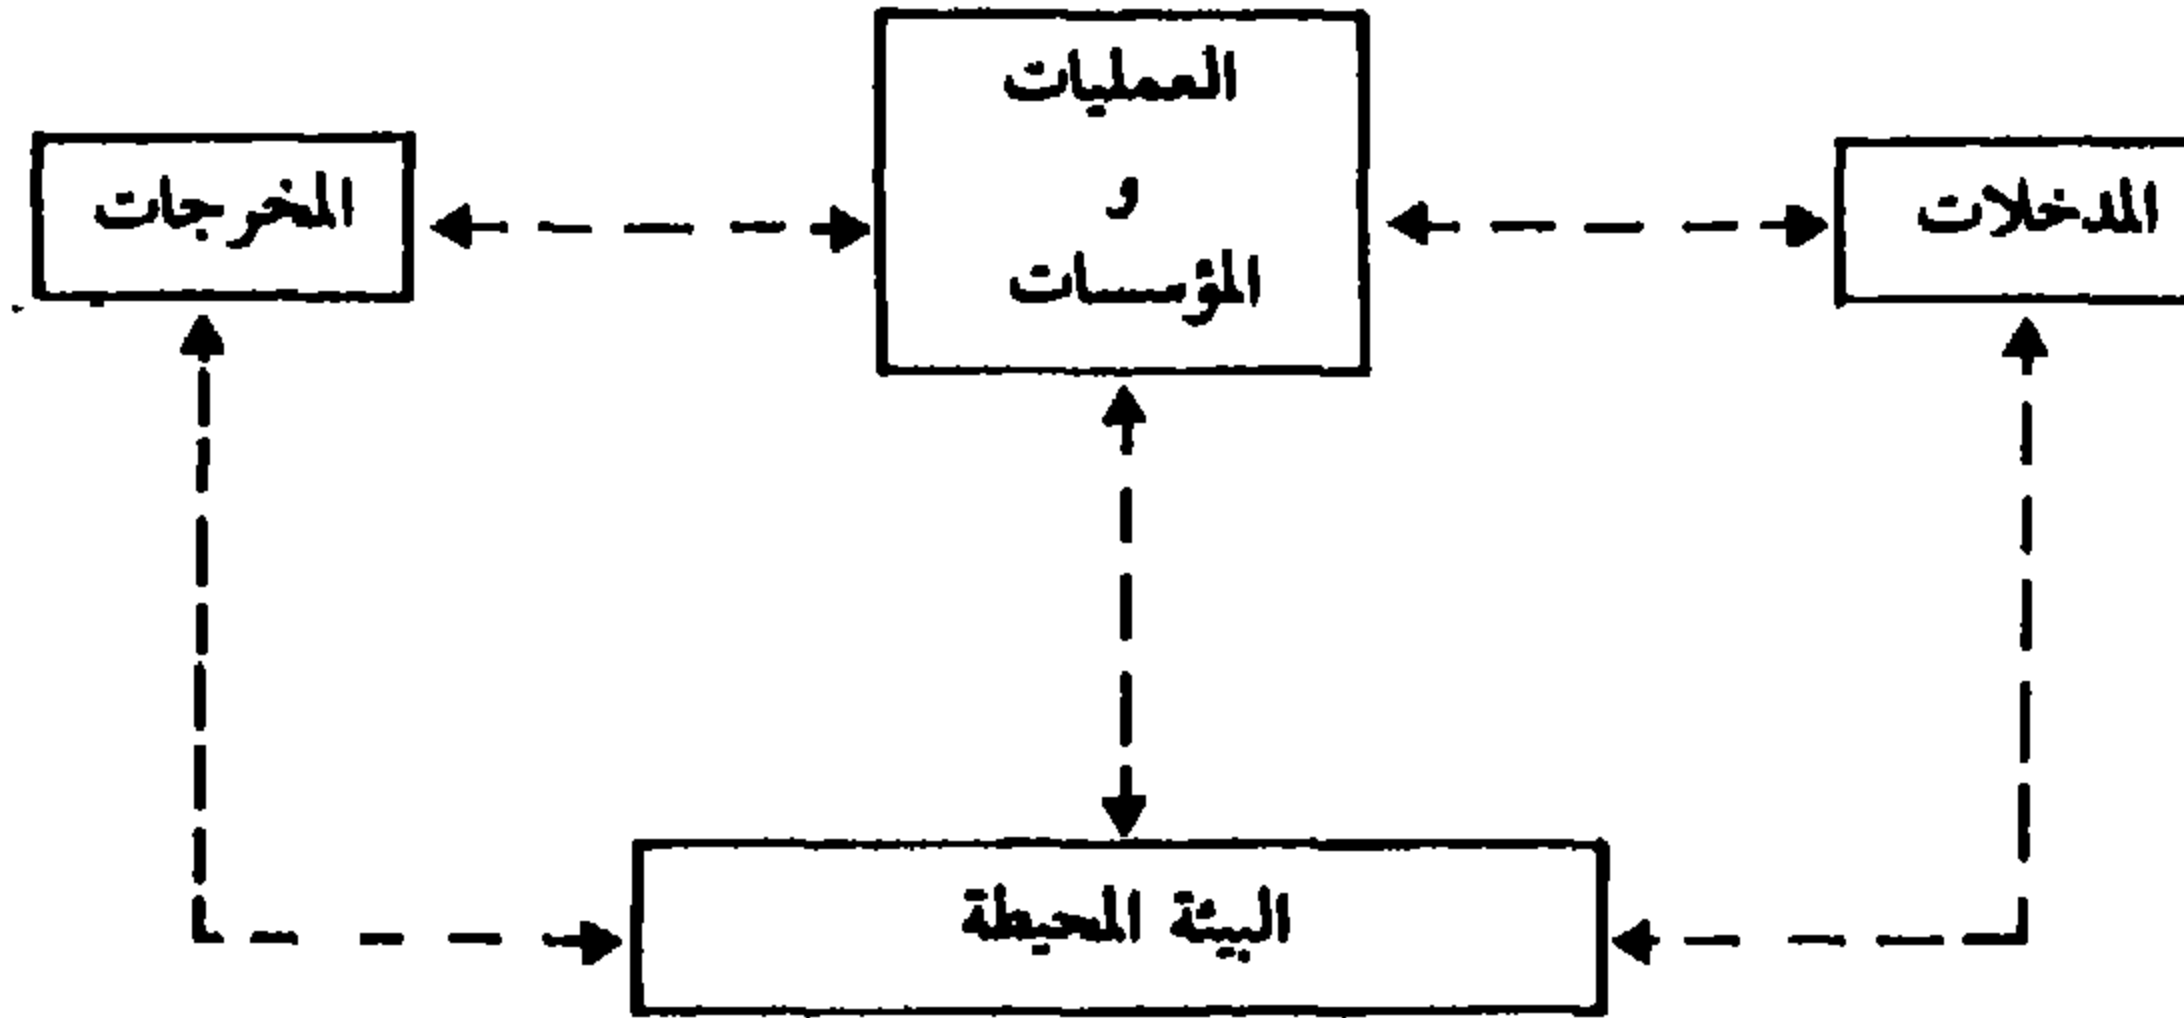 العمليات
و
المؤسسات
المدخلات
المخرجات
البيئة المحيطة